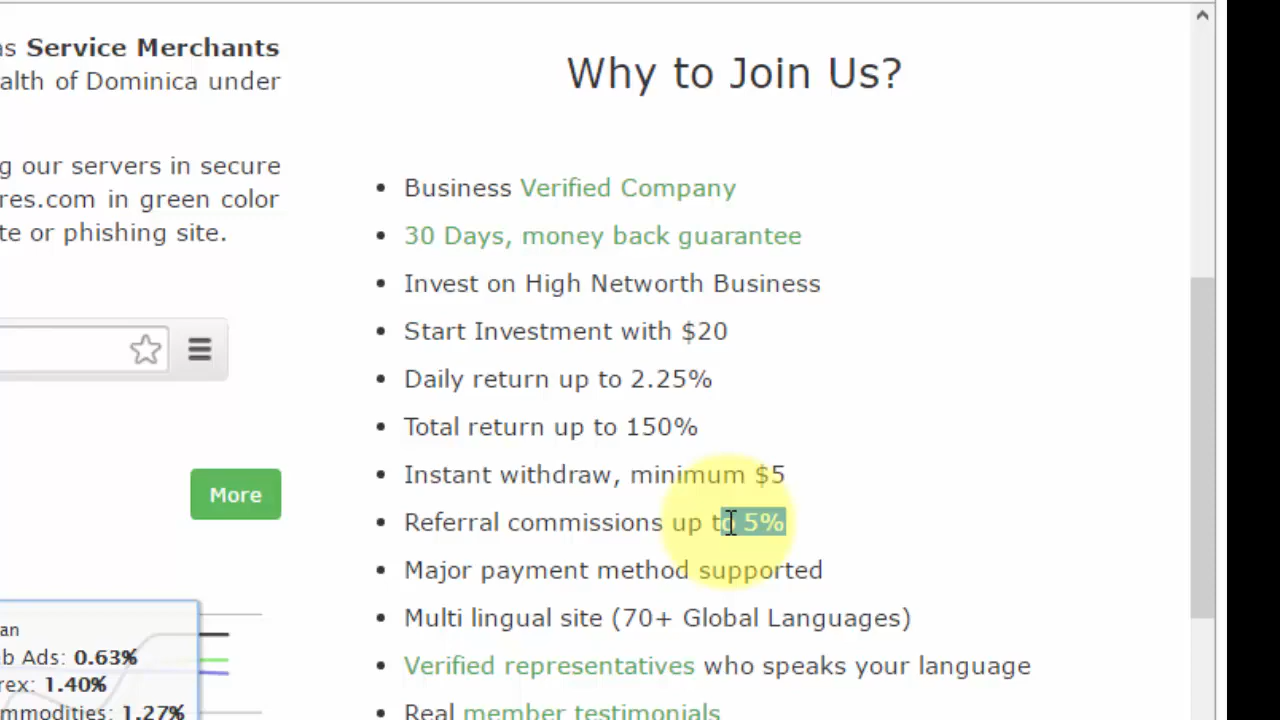 as Service Merchants
alth of Dominica under
g our servers in secure
res.com in green color
te or phishing site.
More
an
b Ads: 0.63%
rex: 1.40%
mmodities: 1.27%
Why to Join Us?
• Business Verified Company
• 30 Days, money back guarantee
• Invest on High Networth Business
• Start Investment with $20
• Daily return up to 2.25%
• Total return up to 150%
• Instant withdraw, minimum $5
• Referral commissions up to 5%
• Major payment method supported
• Multi lingual site (70+ Global Languages)
• Verified representatives who speaks your language
• Real member testimonials